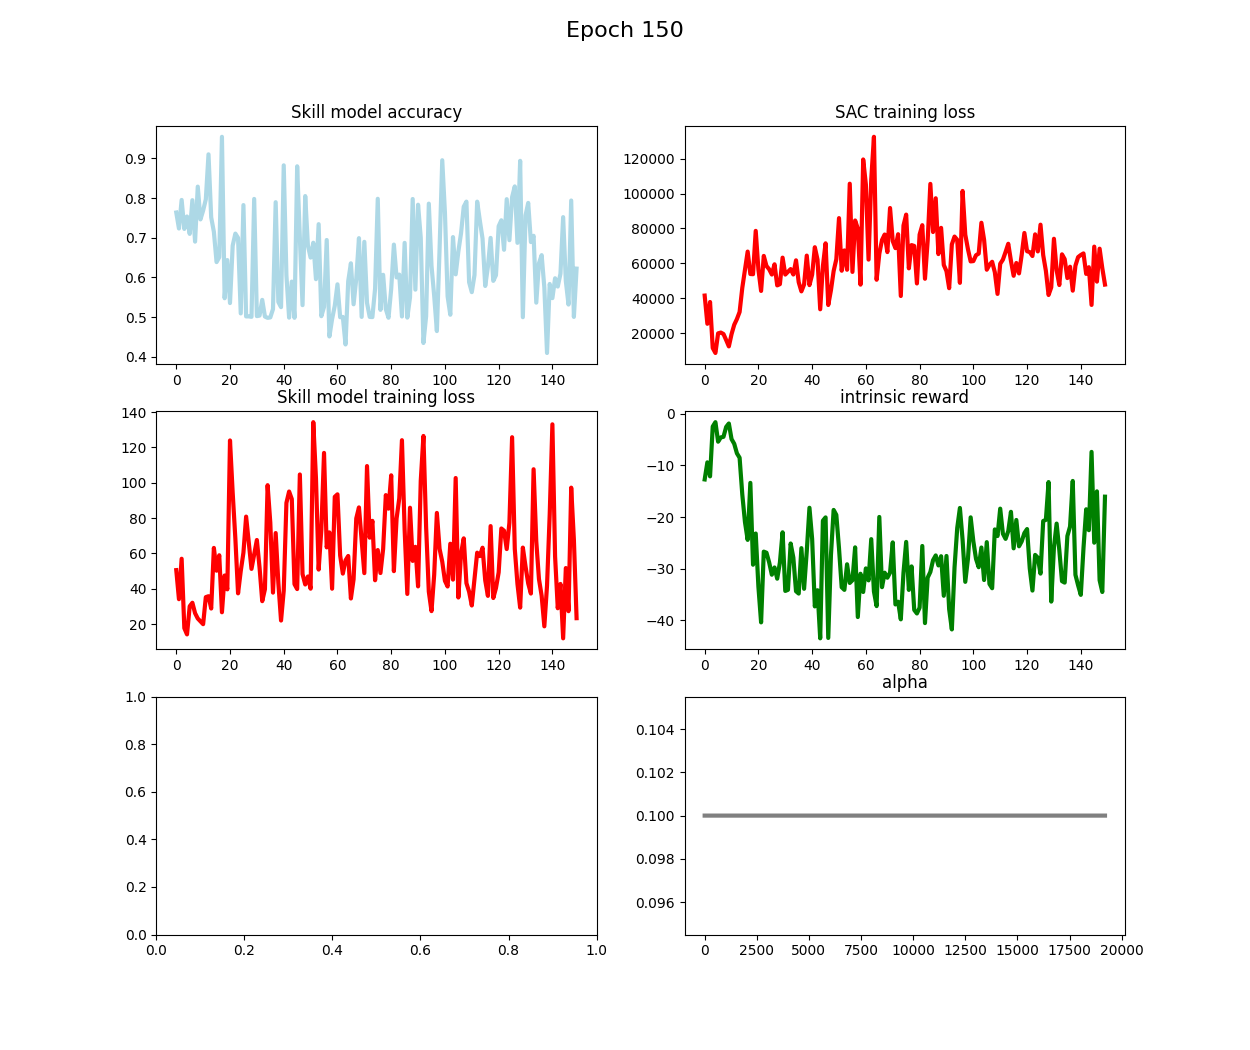 Epoch 150
Skill model accuracy
0.9
0.8
0.7
0.6
0.5
0.4
0 20 40 60 80 100 120 140
SAC training loss
120000
100000
80000
60000
40000
20000
0 20 40 60 80 100 120 140
Skill model training loss
140
120
100
80
60
40
20
0 20 40 60 80 100 120 140
intrinsic reward
0
−10
−20
−30
−40
0 20 40 60 80 100 120 140
1.0
0.8
0.6
0.4
0.2
0.0
0.0 0.2 0.4 0.6 0.8 1.0
alpha
0.104
0.102
0.100
0.098
0.096
0 2500 5000 7500 10000 12500 15000 17500 20000